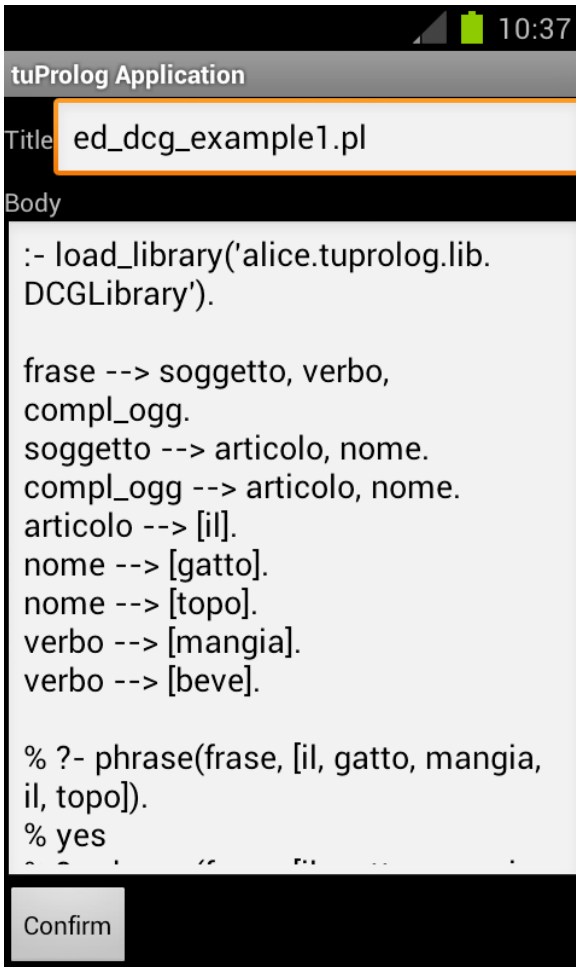 10:37
tuProlog Application
Title ed_dcg_example1.pl
Body
:- load_library('alice.tuprolog.lib.
DCGLibrary').
frase --> soggetto, verbo,
compl_ogg.
soggetto --> articolo, nome.
compl_ogg --> articolo, nome.
articolo --> [il].
nome --> [gatto].
nome --> [topo].
verbo --> [mangia].
verbo --> [beve].
% ?- phrase(frase, [il, gatto, mangia,
il, topo]).
% yes
Confirm